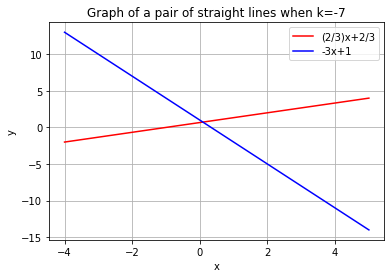 Graph of a pair of straight lines when k=-7
(2/3)x+2/3
-3x+1
10
5
0
−5
−10
−15
y
−4
−2
0
2
4
x